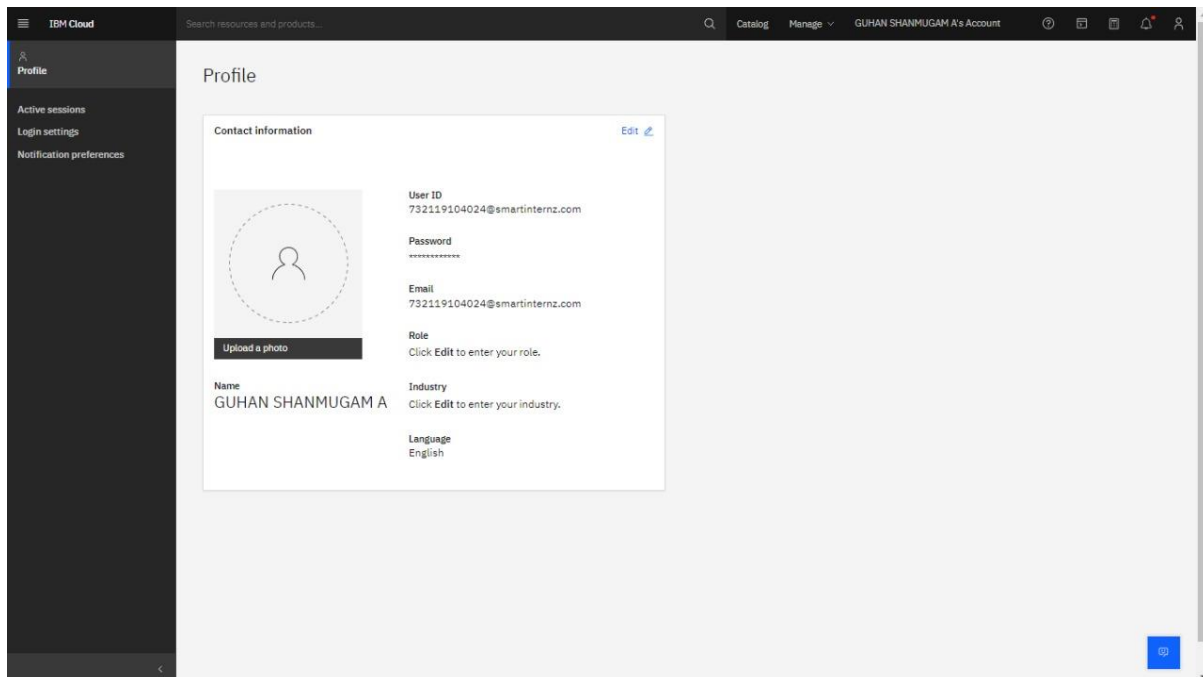 IBM Cloud
Search resources and products...
Catalog
Manage
GUHAN SHANMUGAM A's Account
Profile
Active sessions
Login settings
Notification preferences
Profile
Contact information
Edit
Upload a photo
Name
GUHAN SHANMUGAM A
User ID
732119104024@smartinternz.com
Password
************
Email
732119104024@smartinternz.com
Role
Click Edit to enter your role.
Industry
Click Edit to enter your industry.
Language
English